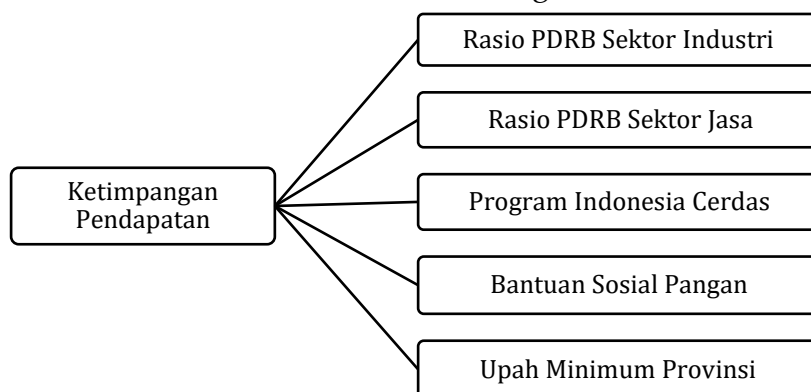 Rasio PDRB Sektor Industri
Rasio PDRB Sektor Jasa
Ketimpangan
Pendapatan
Program Indonesia Cerdas
Bantuan Sosial Pangan
Upah Minimum Provinsi